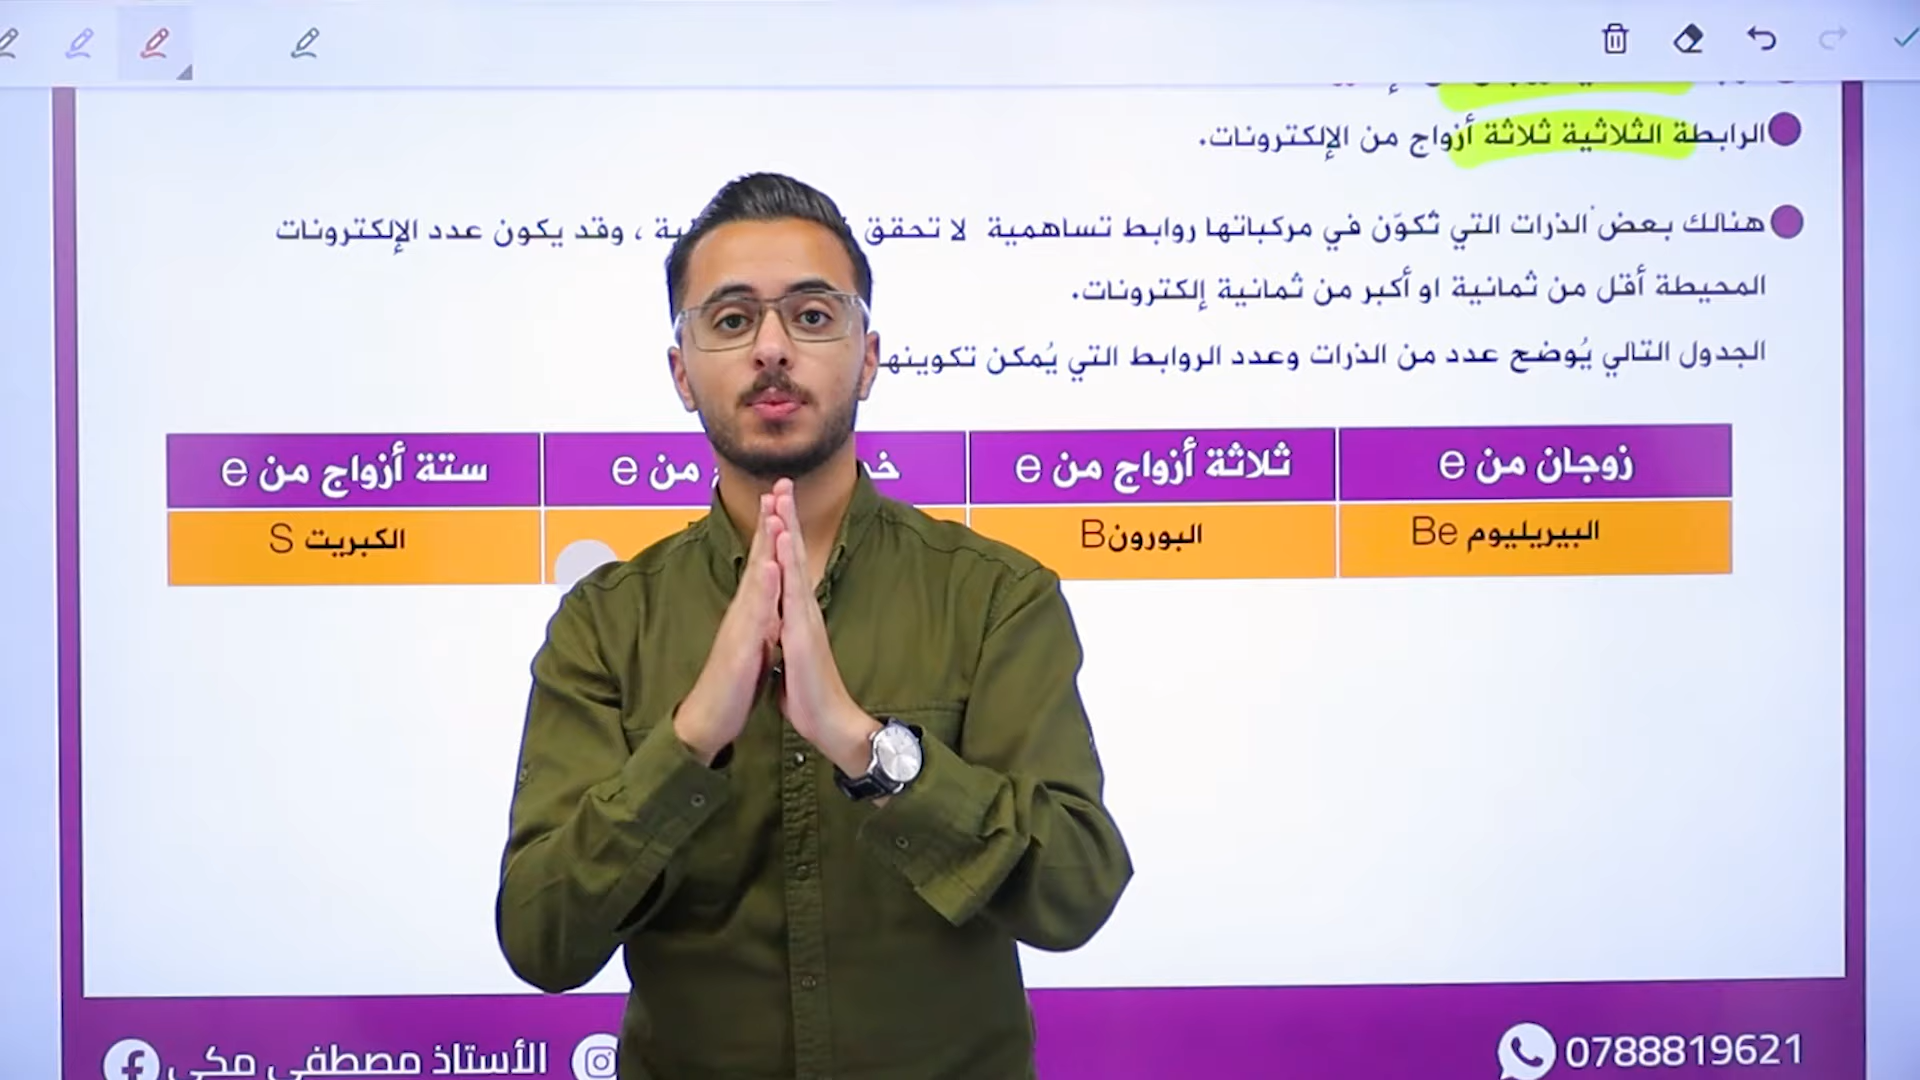 الرابطة الثلاثية ثلاثة أزواج من الإلكترونات.
هنالك بعض الذرات التي تُكوّن في مركباتها روابط تساهمية لا تحقق ، وقد يكون عدد الإلكترونات
المحيطة أقل من ثمانية او أكبر من ثمانية إلكترونات.
الجدول التالي يُوضح عدد من الذرات وعدد الروابط التي يُمكن تكوينها
زوجان من e ثلاثة أزواج من e من e ستة أزواج من e
البيريليوم Be البورون B الكبريت S
0788819621 الأستاذ مصطفى مكي